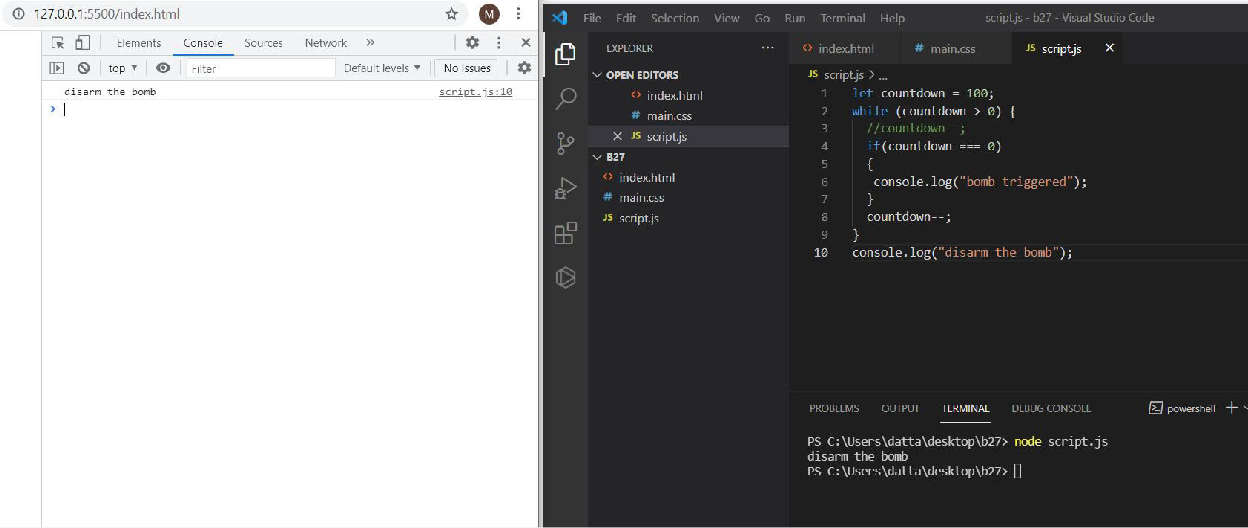 127.0.0.1:5500/index.html
M
Elements Console Sources Network »
top Filter Default levels No Issues
disarm the bomb script.js:10
File Edit Selection View Go Run Terminal Help script.js - b27 - Visual Studio Code
EXPLORER ...
OPEN EDITORS
<> index.html
# main.css
JS script.js
B27
<> index.html
# main.css
JS script.js
<> index.html # main.css JS script.js
JS script.js > ...
1 let countdown = 100;
2 while (countdown > 0) {
3 //countdown--;
4 if(countdown === 0)
5 {
6 console.log("bomb triggered");
7 }
8 countdown--;
9 }
10 console.log("disarm the bomb");
PROBLEMS OUTPUT TERMINAL DEBUG CONSOLE powershell
PS C:\Users\datta\desktop\b27> node script.js
disarm the bomb
PS C:\Users\datta\desktop\b27>